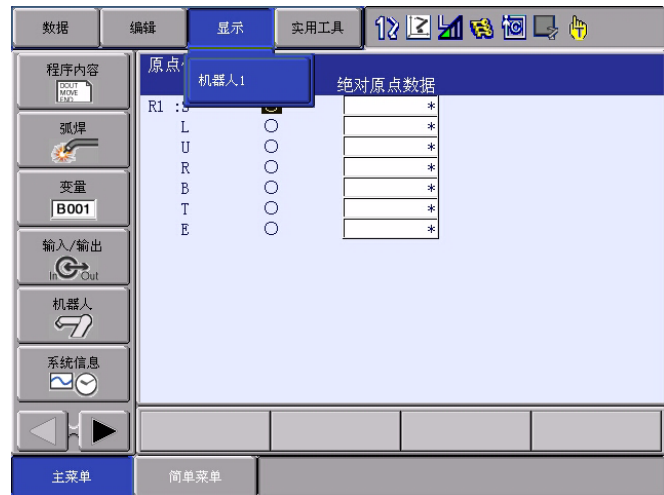 数据 编辑 显示 实用工具
程序内容
DOUT
MOVE
END
弧焊
变量
B001
输入/输出
In Out
机器人
系统信息
主菜单 简单菜单
原点
机器人1
绝对原点数据
R1 :S *
L *
U *
R *
B *
T *
E *